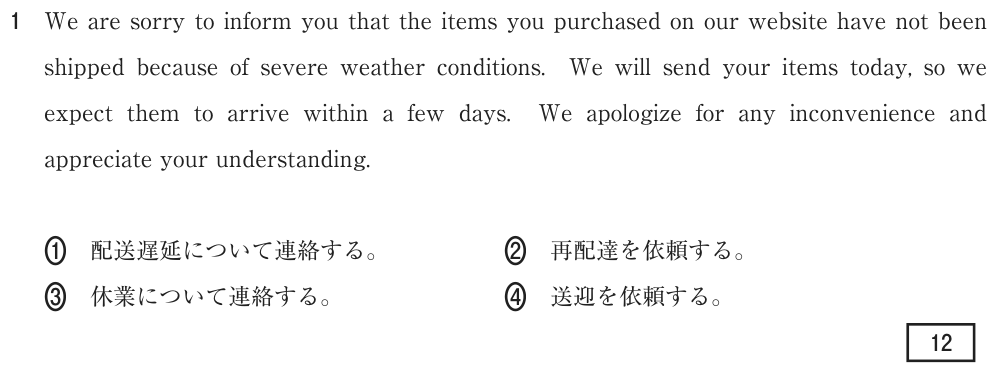 1 We are sorry to inform you that the items you purchased on our website have not been
shipped because of severe weather conditions. We will send your items today, so we
expect them to arrive within a few days. We apologize for any inconvenience and
appreciate your understanding.
① 配送遅延について連絡する。 ② 再配達を依頼する。
③ 休業について連絡する。 ④ 送迎を依頼する。
12